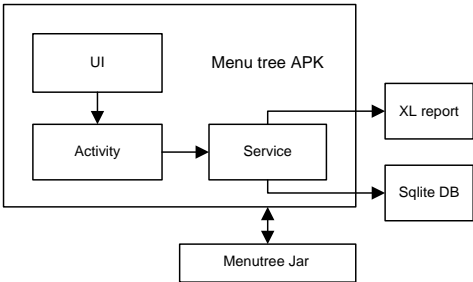 UI
Menu tree APK
XL report
Activity
Service
Sqlite DB
Menutree Jar